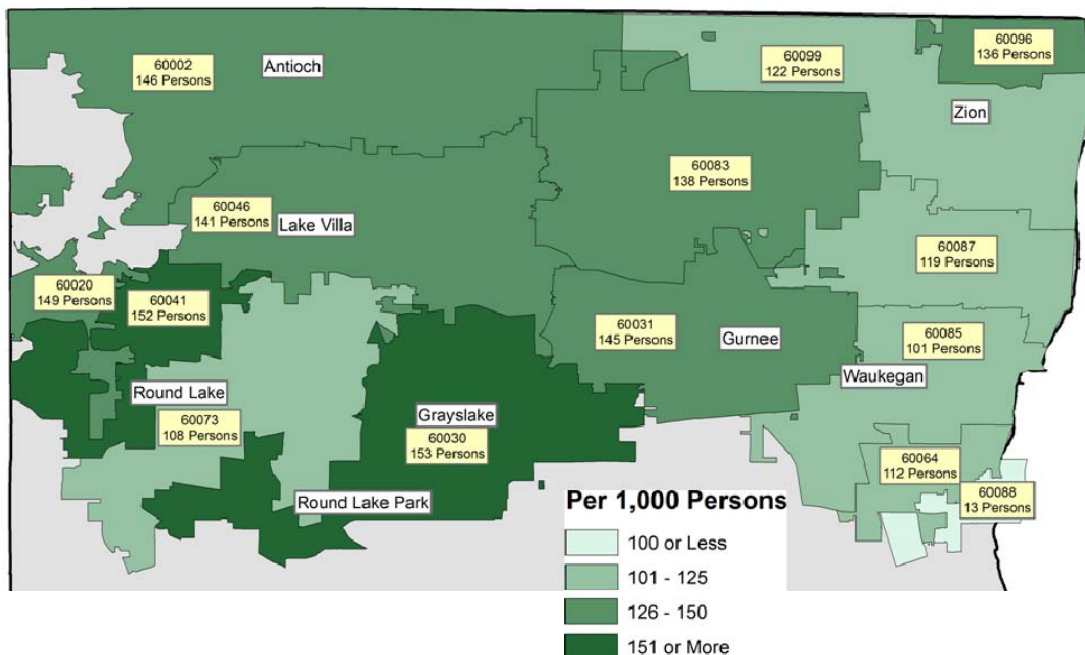 60002
146 Persons
Antioch
60099
122 Persons
60096
136 Persons
Zion
60083
138 Persons
60046
141 Persons
Lake Villa
60087
119 Persons
60020
149 Persons
60041
152 Persons
60031
145 Persons
Gurnee
60085
101 Persons
Waukegan
Round Lake
60073
108 Persons
Grayslake
60030
153 Persons
60064
112 Persons
60088
13 Persons
Round Lake Park
Per 1,000 Persons
100 or Less
101 - 125
126 - 150
151 or More